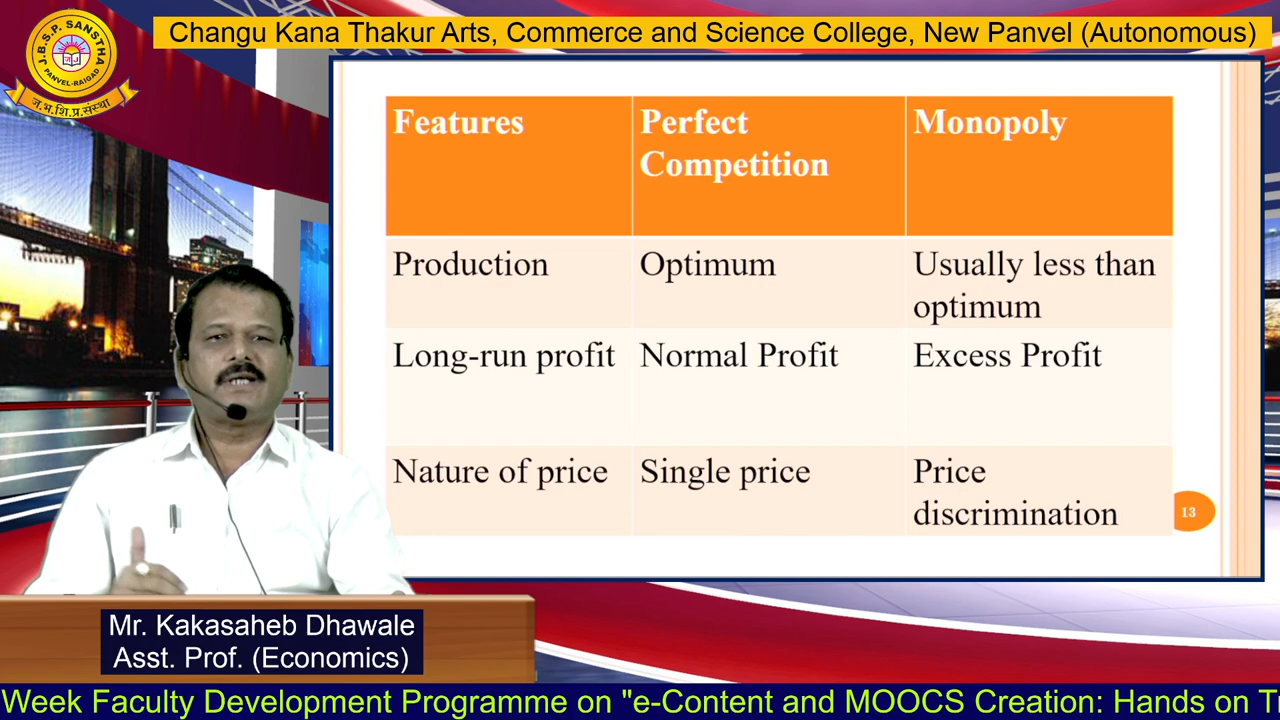 Changu Kana Thakur Arts, Commerce and Science College, New Panvel (Autonomous)
J.B.S.P. SANSTHA
PANVEL-RAIGAD
ज.भ.शि.प्र.संस्था
Features Perfect Competition Monopoly
Production Optimum Usually less than optimum
Long-run profit Normal Profit Excess Profit
Nature of price Single price Price discrimination
13
Mr. Kakasaheb Dhawale
Asst. Prof. (Economics)
Week Faculty Development Programme on "e-Content and MOOCS Creation: Hands on